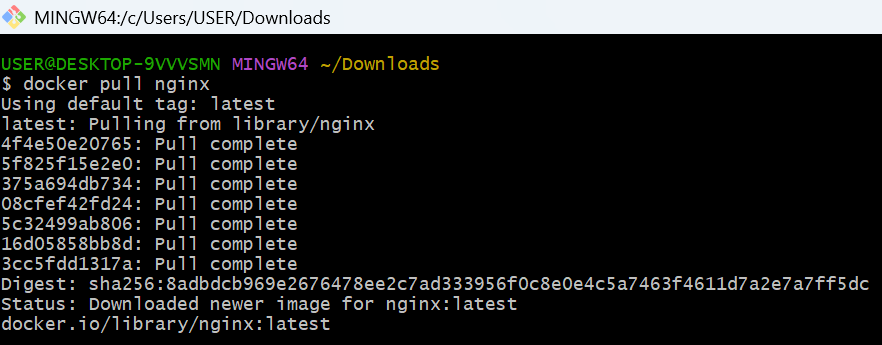 MINGW64:/c/Users/USER/Downloads
USER@DESKTOP-9VVVSMN MINGW64 ~/Downloads
$ docker pull nginx
Using default tag: latest
latest: Pulling from library/nginx
4f4e50e20765: Pull complete
5f825f15e2e0: Pull complete
375a694db734: Pull complete
08cfef42fd24: Pull complete
5c32499ab806: Pull complete
16d05858bb8d: Pull complete
3cc5fdd1317a: Pull complete
Digest: sha256:8adbdcb969e2676478ee2c7ad333956f0c8e0e4c5a7463f4611d7a2e7a7ff5dc
Status: Downloaded newer image for nginx:latest
docker.io/library/nginx:latest